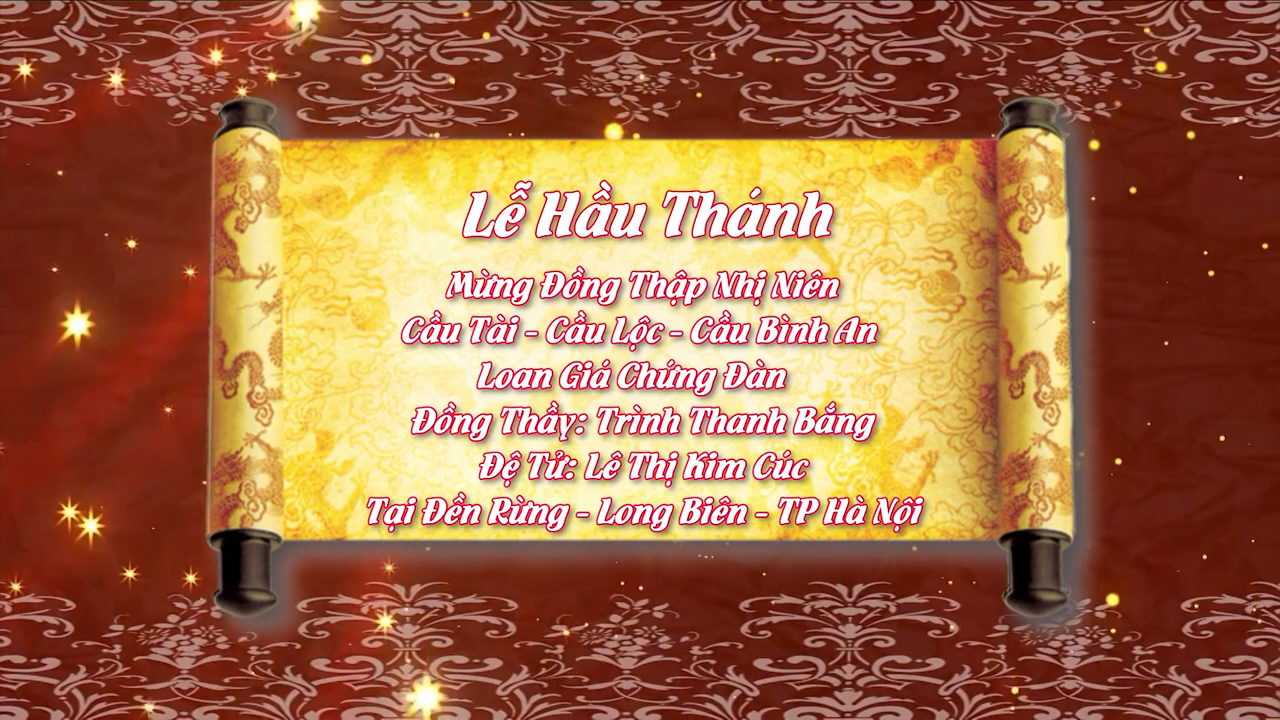 Lễ Hầu Thánh
Mừng Đồng Thập Nhị Niên
Cầu Tài - Cầu Lộc - Cầu Bình An
Loan Giá Chứng Đàn
Đồng Thầy: Trình Thanh Bắng
Đệ Tử: Lê Thị Kim Cúc
Tại Đền Rừng - Long Biên - TP Hà Nội